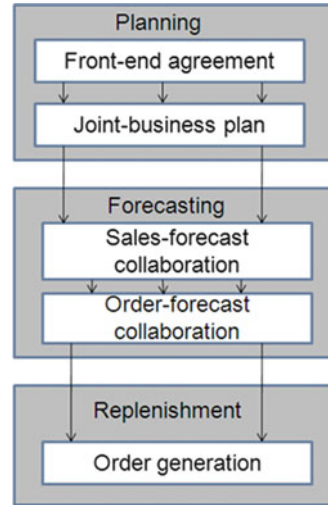 Planning
Front-end agreement
Joint-business plan
Forecasting
Sales-forecast
collaboration
Order-forecast
collaboration
Replenishment
Order generation